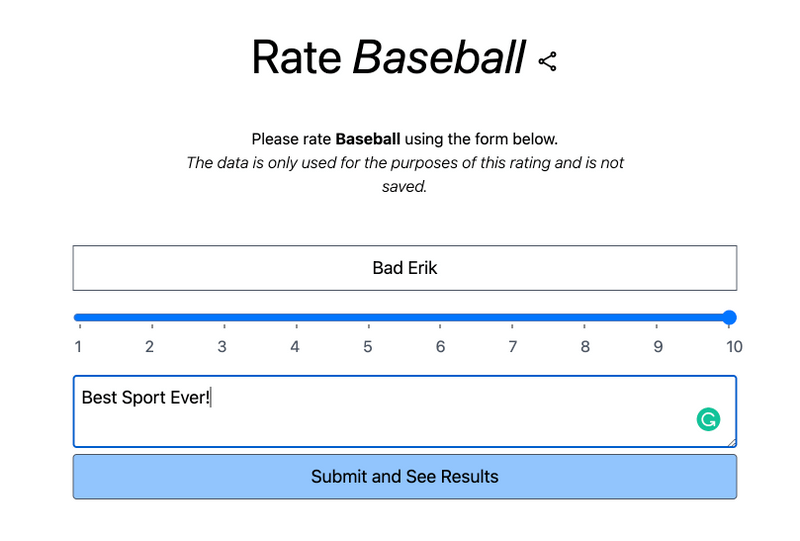 Rate Baseball
Please rate Baseball using the form below.
The data is only used for the purposes of this rating and is not
saved.
Bad Erik
1 2 3 4 5 6 7 8 9 10
Best Sport Ever!
Submit and See Results